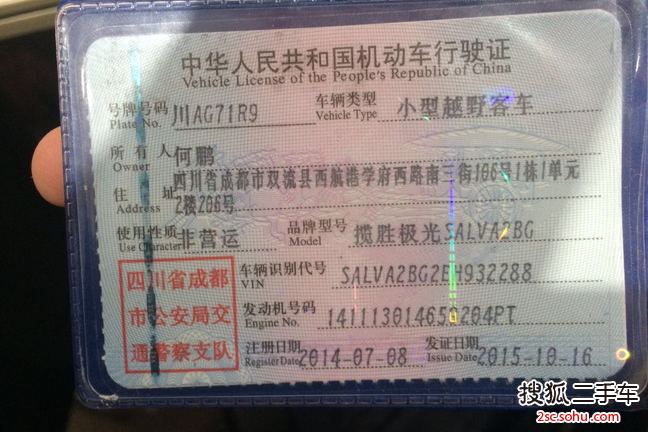 中华人民共和国机动车行驶证
Vehicle License of the People's Republic of China
号牌号码 川AG71R9 车辆类型 小型越野客车
Plate No. Vehicle Type
所有人 何鹏
Owner
住址 四川省成都市双流县西航港学府西路南三街106号1栋1单元
Address 2楼206号
使用性质 非营运 品牌型号 揽胜极光SALVA2BG
Use Character Model
四川省成都
市公安局交
通警察支队
车辆识别代号 SALVA2BG2EH932288
VIN
发动机号码 141113014656204PT
Engine No.
注册日期 2014-07-08 发证日期 2015-10-16
Register Date Issue Date
搜狐二手车
2sc.sohu.com